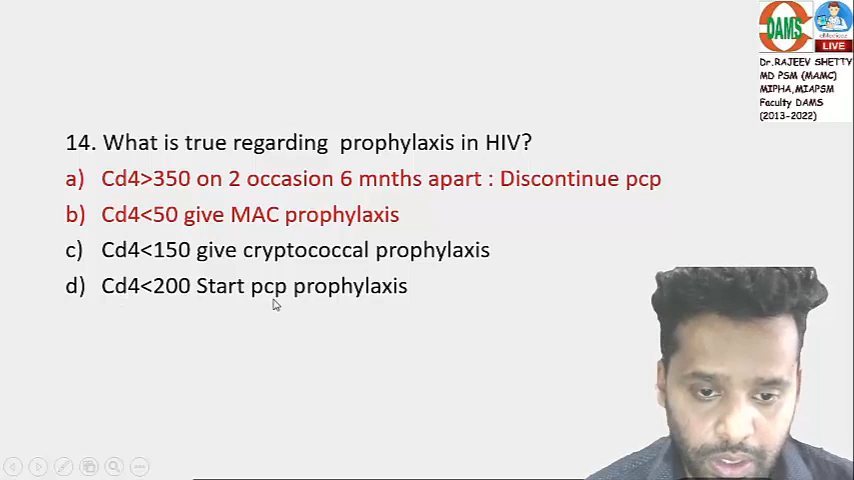 DAMS
eMedicoz
LIVE
Dr.RAJEEV SHETTY
MD PSM (MAMC)
MIPHA,MIAPSM
Faculty DAMS
(2013-2022)
14. What is true regarding prophylaxis in HIV?
a) Cd4>350 on 2 occasion 6 mnths apart : Discontinue pcp
b) Cd4<50 give MAC prophylaxis
c) Cd4<150 give cryptococcal prophylaxis
d) Cd4<200 Start pcp prophylaxis